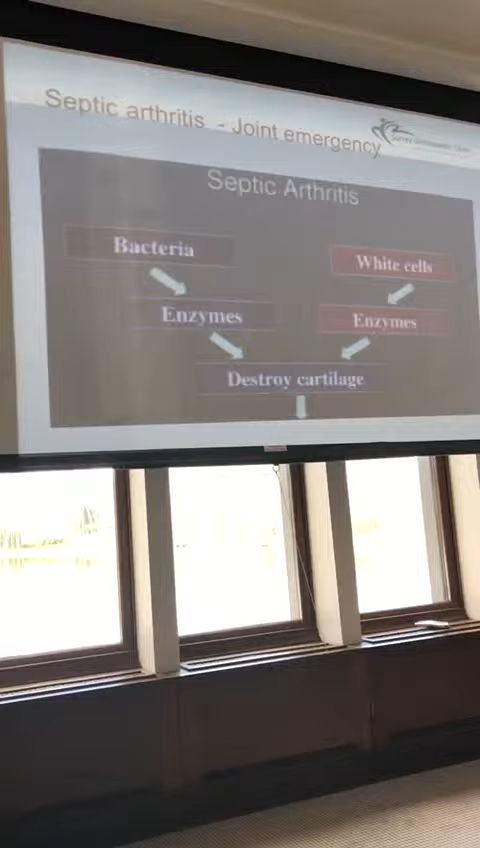 Septic arthritis - Joint emergency
Septic Arthritis
Bacteria
White cells
Enzymes
Enzymes
Destroy cartilage